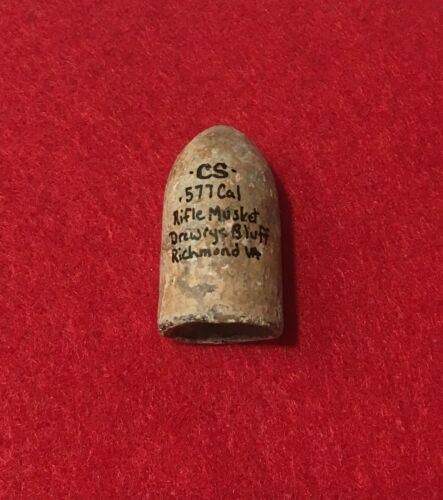 ·CS·
.577 Cal
Rifle Musket
Drewrys Bluff
Richmond VA